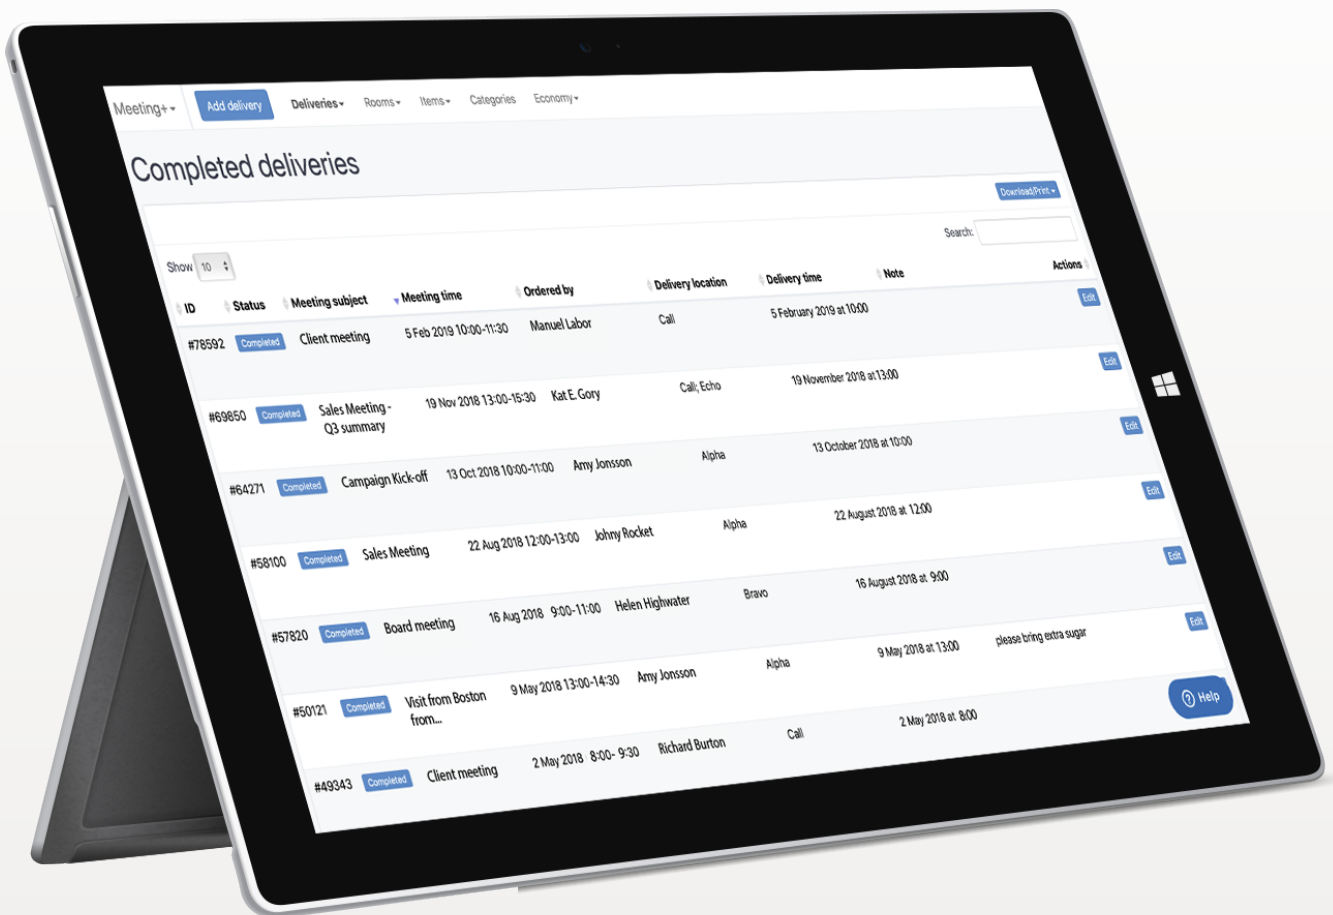 Meeting+ Add delivery Deliveries Rooms Items Categories Economy
Completed deliveries
Download/Print
Show 10 Search:
ID Status Meeting subject Meeting time Ordered by Delivery location Delivery time Note Actions
#78592 Completed Client meeting 5 Feb 2019 10:00-11:30 Manuel Labor Call 5 February 2019 at 10:00 Edit
#69850 Completed Sales Meeting - 19 Nov 2018 13:00-15:30 Kat E. Gory Call; Echo 19 November 2018 at 13:00 Edit
Q3 summary
#64271 Completed Campaign Kick-off 13 Oct 2018 10:00-11:00 Amy Jonsson Alpha 13 October 2018 at 10:00 Edit
#58100 Completed Sales Meeting 22 Aug 2018 12:00-13:00 Johny Rocket Alpha 22 August 2018 at 12:00 Edit
#57820 Completed Board meeting 16 Aug 2018 9:00-11:00 Helen Highwater Bravo 16 August 2018 at 9:00 Edit
#50121 Completed Visit from Boston 9 May 2018 13:00-14:30 Amy Jonsson Alpha 9 May 2018 at 13:00 please bring extra sugar Edit
from...
#49343 Completed Client meeting 2 May 2018 8:00- 9:30 Richard Burton Call 2 May 2018 at 8:00
Help